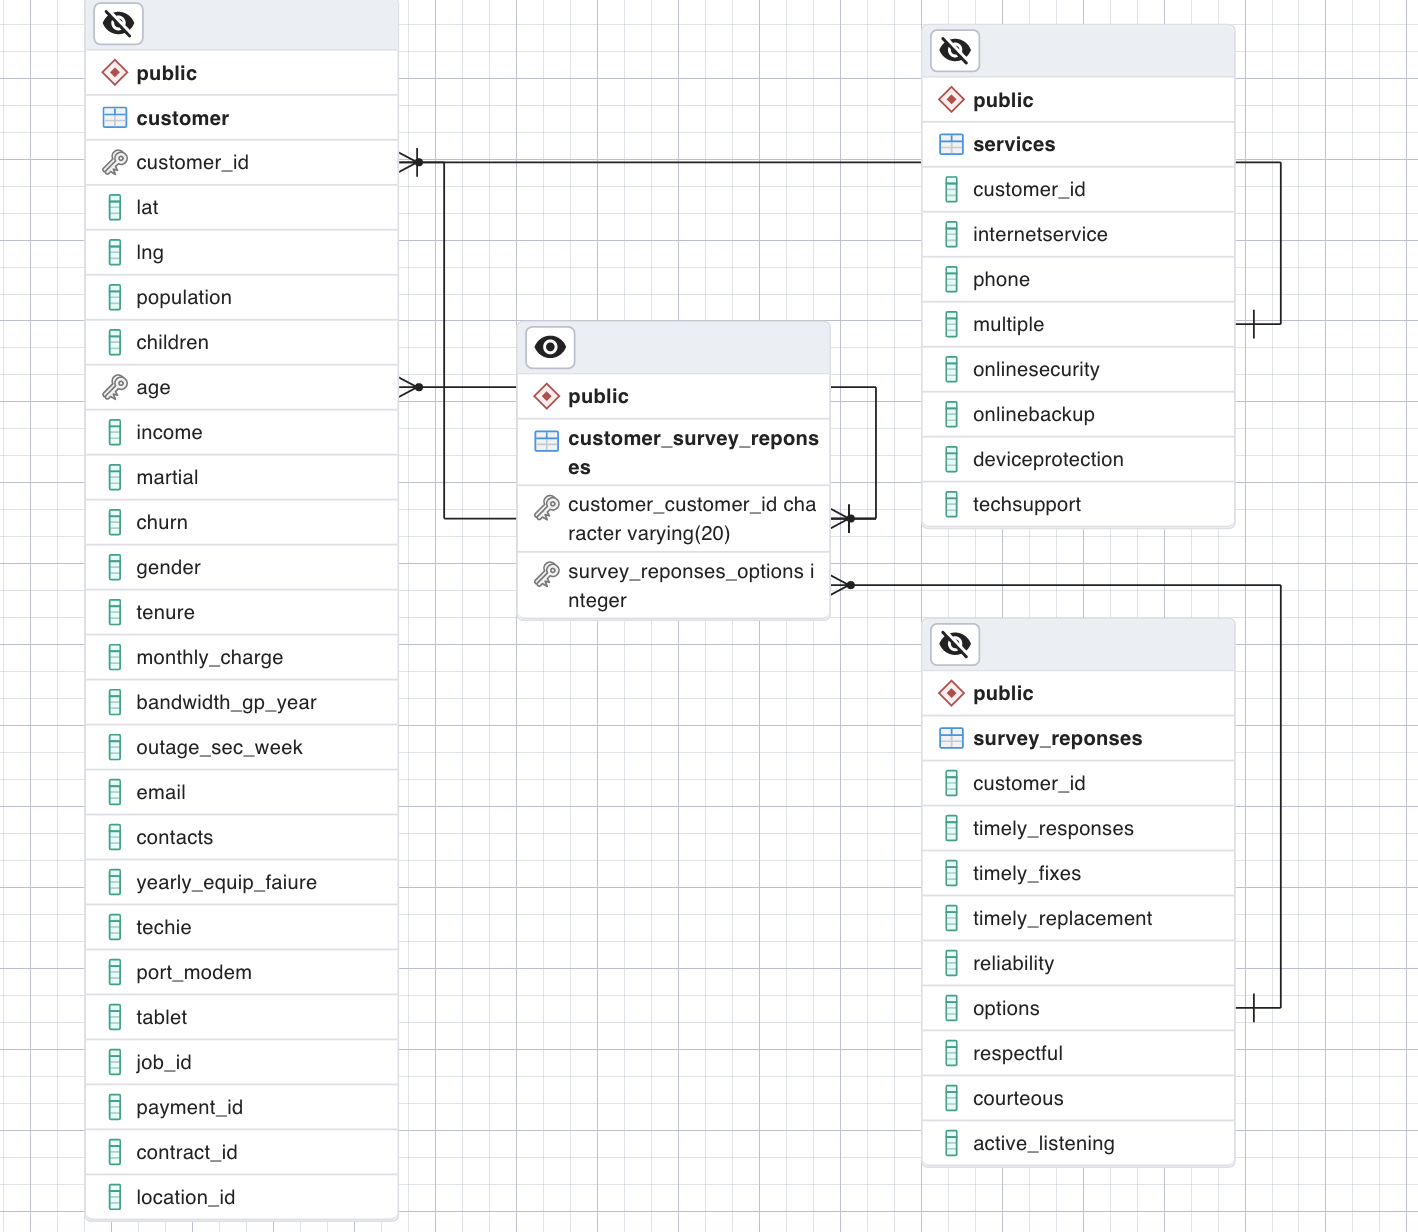 public
customer
customer_id
lat
lng
population
children
age
income
martial
churn
gender
tenure
monthly_charge
bandwidth_gp_year
outage_sec_week
email
contacts
yearly_equip_faiure
techie
port_modem
tablet
job_id
payment_id
contract_id
location_id
public
customer_survey_repons
es
customer_customer_id cha
racter varying(20)
survey_reponses_options i
nteger
public
services
customer_id
internetservice
phone
multiple
onlinesecurity
onlinebackup
deviceprotection
techsupport
public
survey_reponses
customer_id
timely_responses
timely_fixes
timely_replacement
reliability
options
respectful
courteous
active_listening